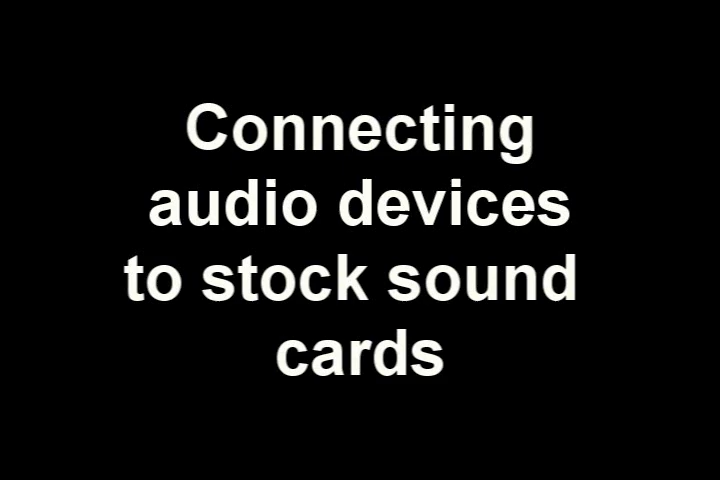 Connecting
audio devices
to stock sound
cards